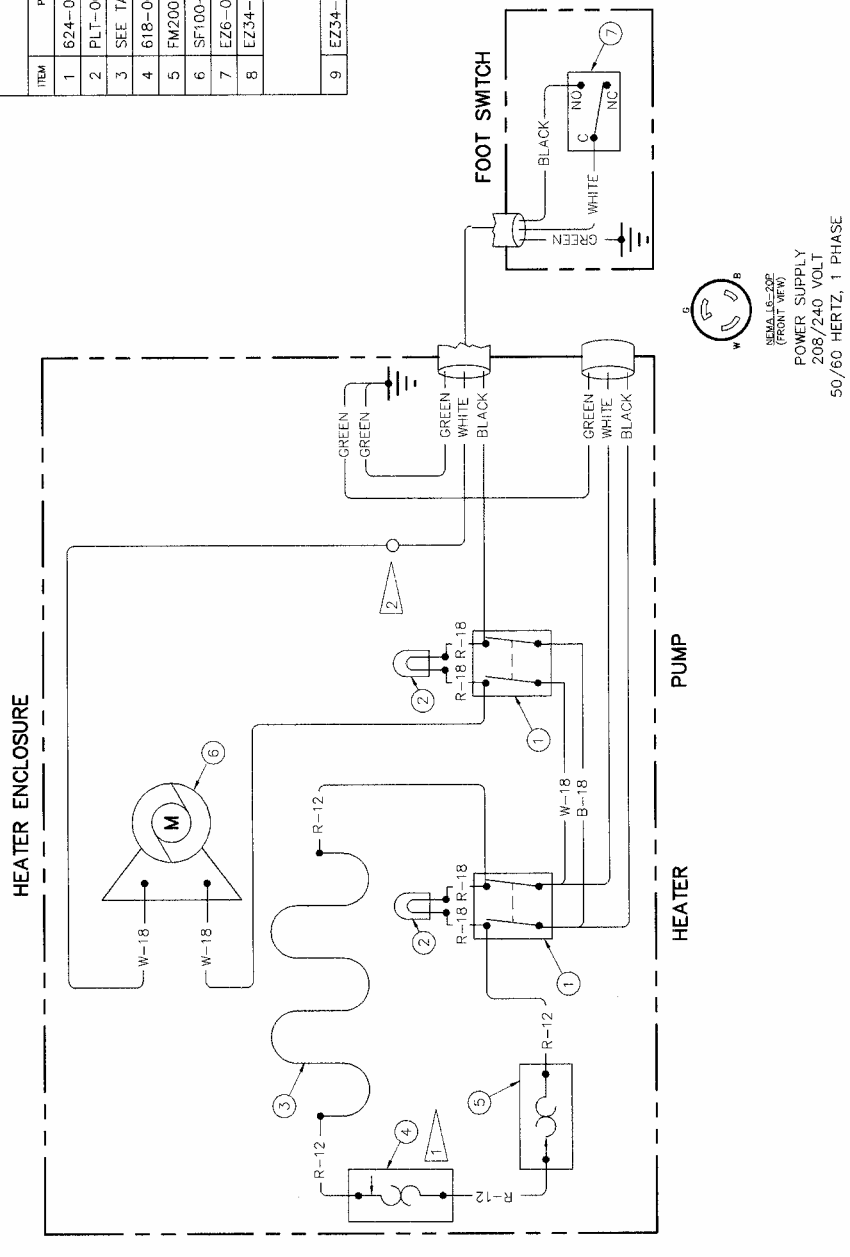 ITEM P
1 624-0
2 PLT-0
3 SEE TA
4 618-0
5 FM200
6 SF100-
7 EZ6-0
8 EZ34-
9 EZ34-
HEATER ENCLOSURE
W-18
W-18
M
6
3
R-12
R-12
4
1
R-12
5
R-12
2
R-18
R-18
1
HEATER
2
R-18
R-18
1
PUMP
W-18
B-18
2
GREEN
GREEN
GREEN
WHITE
BLACK
GREEN
WHITE
BLACK
FOOT SWITCH
BLACK
WHITE
GREEN
NO
C
NC
7
G
W
B
NEMA L6-20P
(FRONT VIEW)
POWER SUPPLY
208/240 VOLT
50/60 HERTZ, 1 PHASE